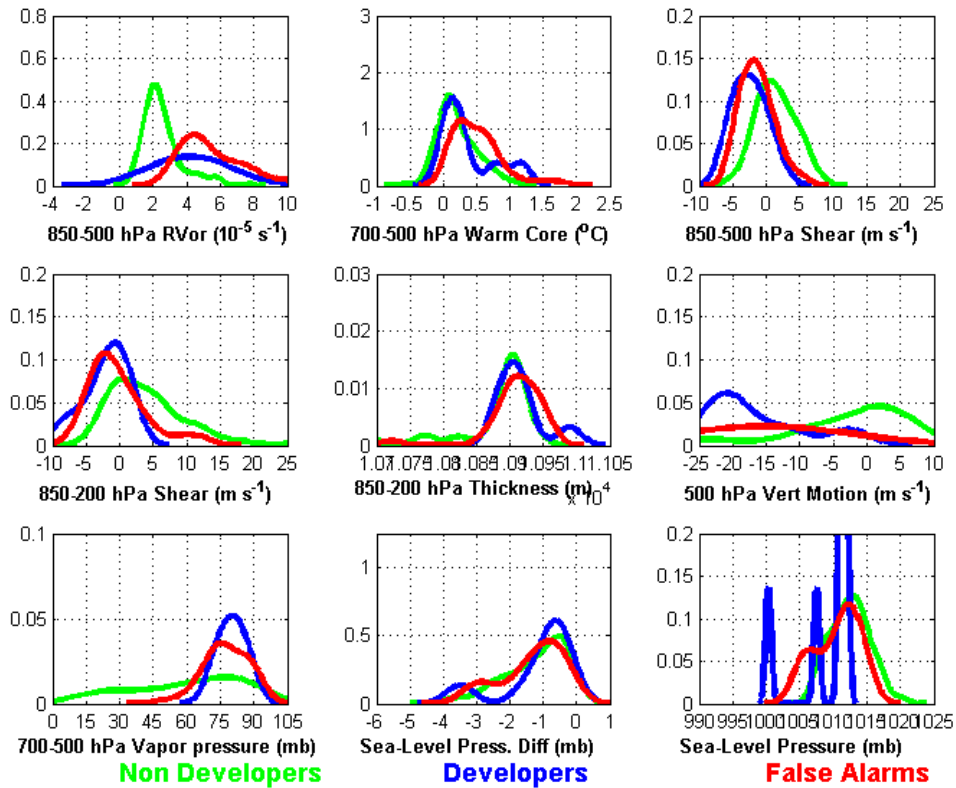 0.8 3 0.2
0.6 0.15
2
0.4 0.1
1
0.2 0.05
0 0 0
-4 -2 0 2 4 6 8 10 -1 -0.5 0 0.5 1 1.5 2 2.5 -10 -5 0 5 10 15 20 25
850-500 hPa RVor (10-5 s-1) 700-500 hPa Warm Core (oC) 850-500 hPa Shear (m s-1)
0.2 0.03 0.2
0.15 0.15
0.02
0.1 0.1
0.01
0.05 0.05
0 0 0
-10 -5 0 5 10 15 20 25 1.07 1.075 1.08 1.085 1.09 1.095 1.1 1.105 -25 -20 -15 -10 -5 0 5 10
850-200 hPa Shear (m s-1) 850-200 hPa Thickness (m) 500 hPa Vert Motion (m s-1)
x 10 4
0.1 0.2
1 0.15
0.05 0.1
0.5
0.05
0 0 0
0 15 30 45 60 75 90 105 -6 -5 -4 -3 -2 -1 0 1 990 995 1000 1005 1010 1015 1020 1025
700-500 hPa Vapor pressure (mb) Sea-Level Press. Diff (mb) Sea-Level Pressure (mb)
Non Developers Developers False Alarms